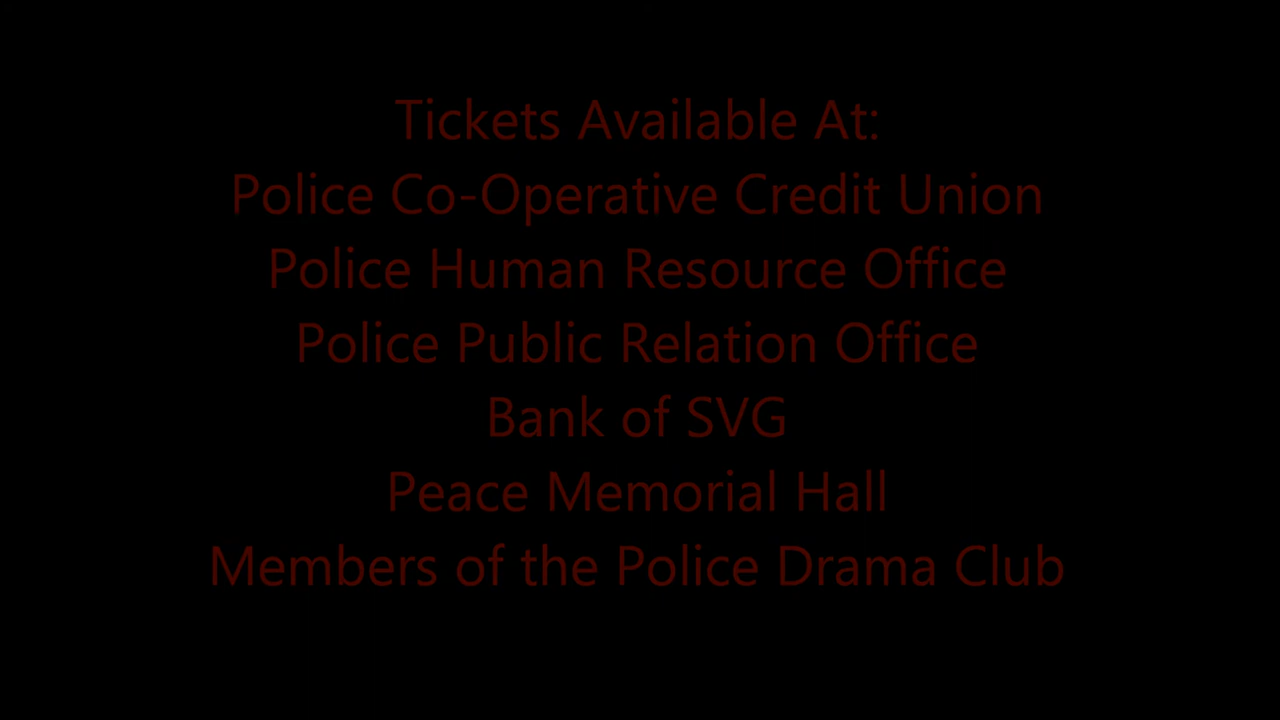 Tickets Available At:
Police Co-Operative Credit Union
Police Human Resource Office
Police Public Relation Office
Bank of SVG
Peace Memorial Hall
Members of the Police Drama Club